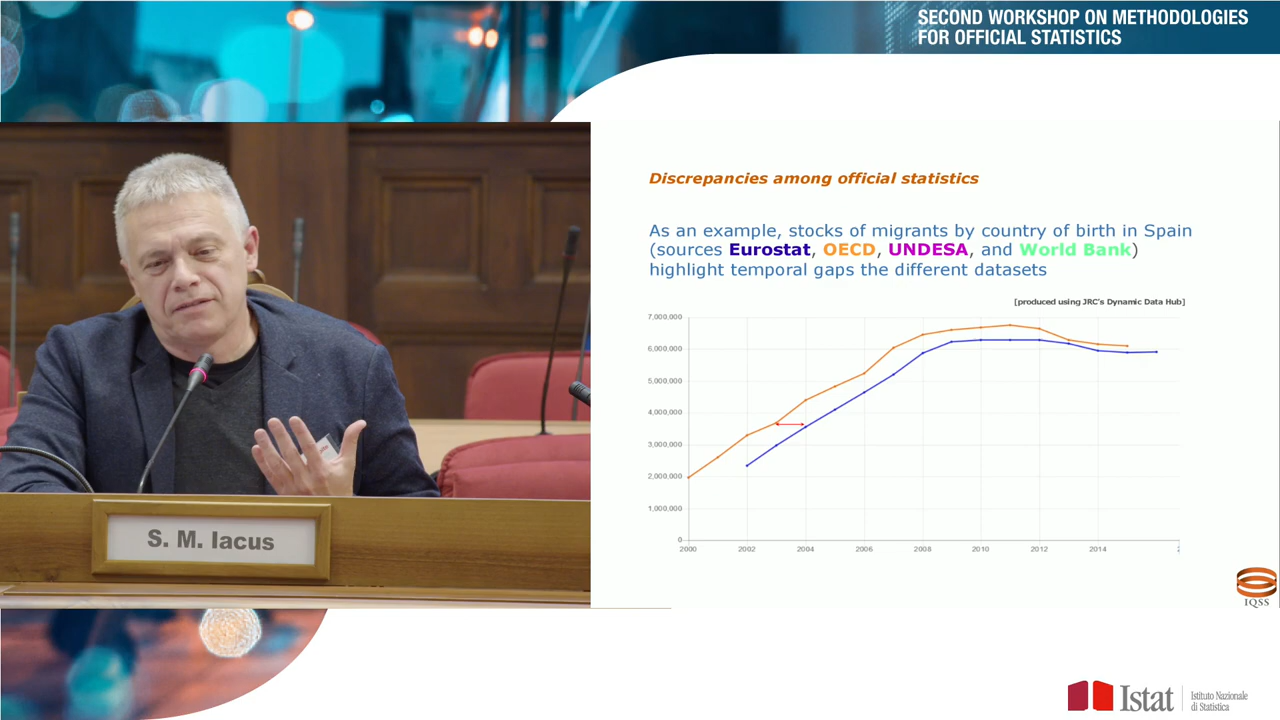 SECOND WORKSHOP ON METHODOLOGIES
FOR OFFICIAL STATISTICS
S. M. Iacus
Discrepancies among official statistics
As an example, stocks of migrants by country of birth in Spain
(sources Eurostat, OECD, UNDESA, and World Bank)
highlight temporal gaps the different datasets
[produced using JRC's Dynamic Data Hub]
7,000,000
6,000,000
5,000,000
4,000,000
3,000,000
2,000,000
1,000,000
0
2000 2002 2004 2006 2008 2010 2012 2014
IQSS
Istat
Istituto Nazionale
di Statistica